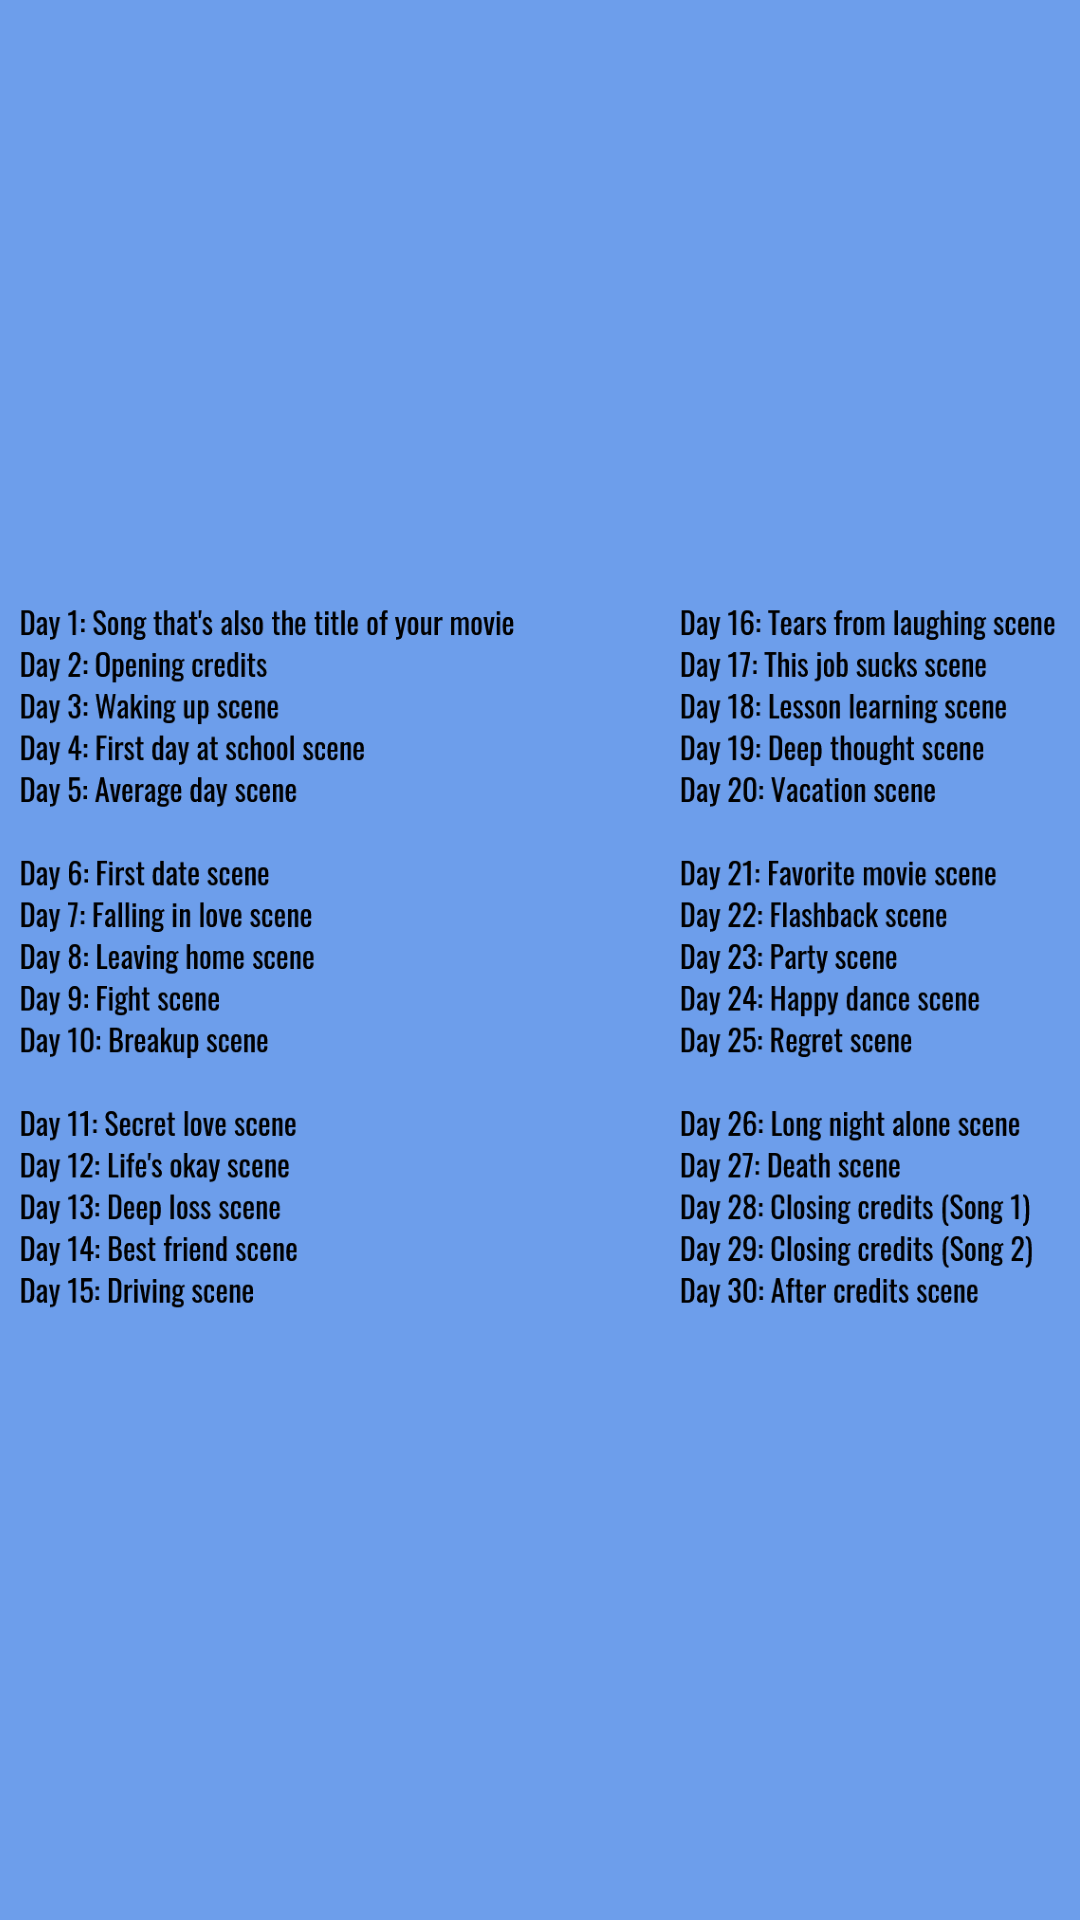 Day 1: Song that's also the title of your movie
Day 2: Opening credits
Day 3: Waking up scene
Day 4: First day at school scene
Day 5: Average day scene
Day 6: First date scene
Day 7: Falling in love scene
Day 8: Leaving home scene
Day 9: Fight scene
Day 10: Breakup scene
Day 11: Secret love scene
Day 12: Life's okay scene
Day 13: Deep loss scene
Day 14: Best friend scene
Day 15: Driving scene
Day 16: Tears from laughing scene
Day 17: This job sucks scene
Day 18: Lesson learning scene
Day 19: Deep thought scene
Day 20: Vacation scene
Day 21: Favorite movie scene
Day 22: Flashback scene
Day 23: Party scene
Day 24: Happy dance scene
Day 25: Regret scene
Day 26: Long night alone scene
Day 27: Death scene
Day 28: Closing credits (Song 1)
Day 29: Closing credits (Song 2)
Day 30: After credits scene